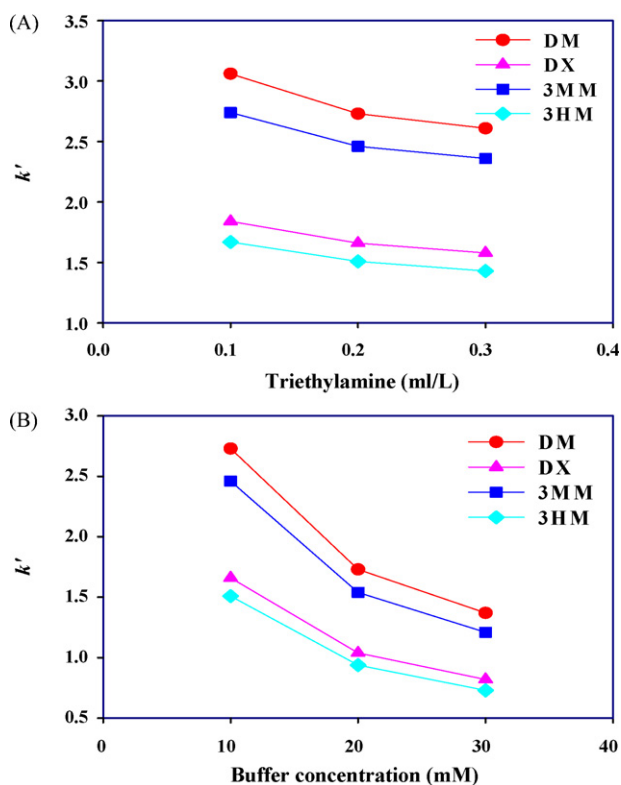 (A)
3.5
3.0
2.5
2.0
1.5
1.0
k'
DM
DX
3MM
3HM
0.0 0.1 0.2 0.3 0.4
Triethylamine (ml/L)
(B)
3.0
2.5
2.0
1.5
1.0
0.5
k'
DM
DX
3MM
3HM
0 10 20 30 40
Buffer concentration (mM)